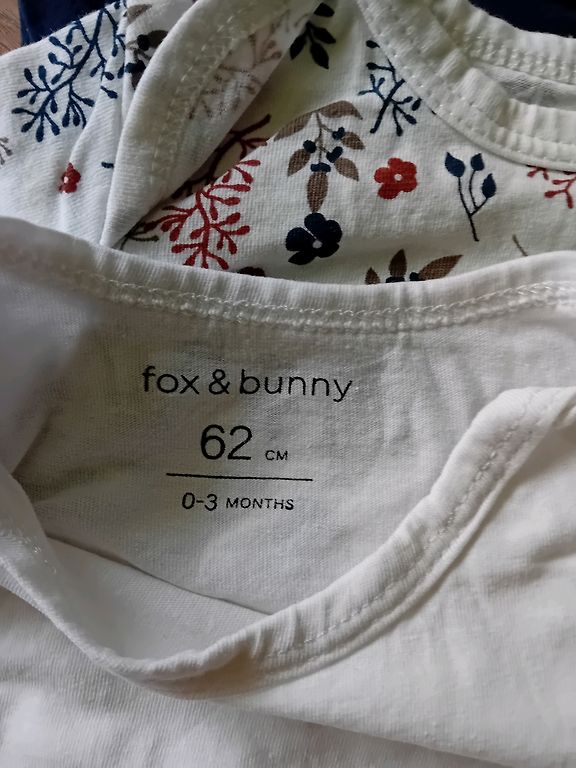 fox & bunny
62 CM
0-3 MONTHS